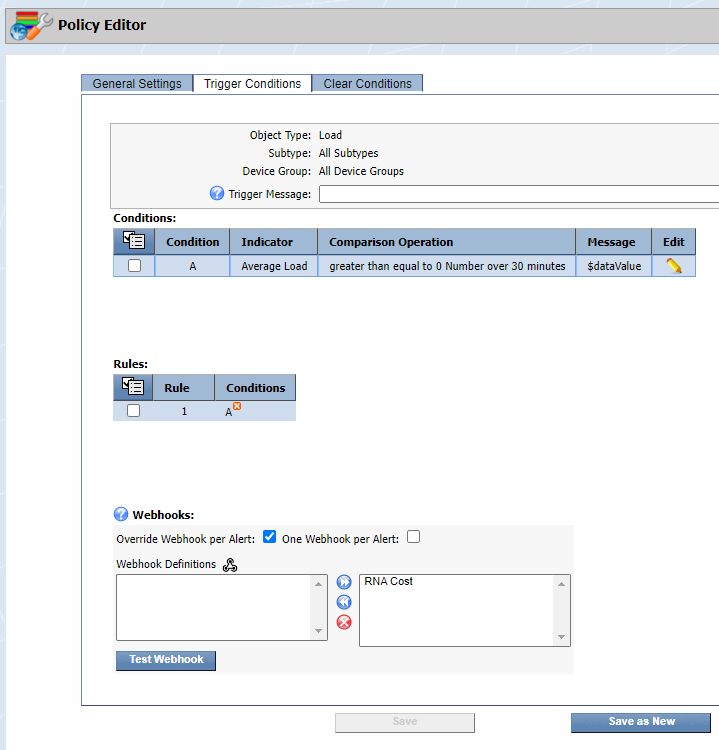 Policy Editor
General Settings Trigger Conditions Clear Conditions
Object Type: Load
Subtype: All Subtypes
Device Group: All Device Groups
Trigger Message:
Conditions:
Condition Indicator Comparison Operation Message Edit
A Average Load greater than equal to 0 Number over 30 minutes $dataValue
Rules:
Rule Conditions
1 A
Webhooks:
Override Webhook per Alert: One Webhook per Alert:
Webhook Definitions
RNA Cost
Test Webhook
Save Save as New